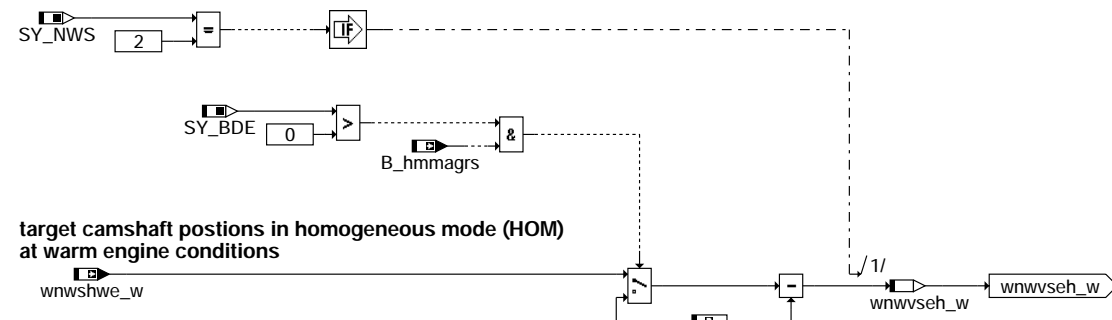 SY_NWS
2
=
IF
SY_BDE
0
>
&
B_hmmagrs
target camshaft postions in homogeneous mode (HOM)
at warm engine conditions
wnwshwe_w
-
/1/
wnwvseh_w
wnwvseh_w